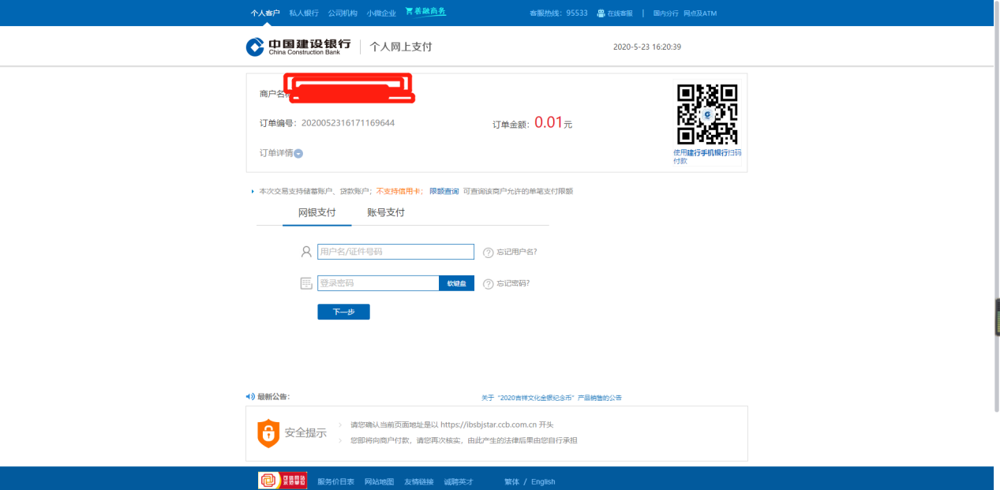 个人客户 私人银行 公司机构 小微企业 善融商务 客服热线：95533 在线客服 | 国内分行 网点及ATM
中国建设银行 China Construction Bank 个人网上支付 2020-5-23 16:20:39
商户名称
订单编号：2020052316171169644 订单金额：0.01元
订单详情
使用建行手机银行扫码
付款
本次交易支持储蓄账户、贷款账户；不支持信用卡； 限额查询 可查询该商户允许的单笔支付限额
网银支付 账号支付
用户名/证件号码 忘记用户名?
登录密码 软键盘 忘记密码?
下一步
最新公告： 关于“2020吉祥文化金银纪念币”产品销售的公告
安全提示
请您确认当前页面地址是以 https://ibsbjstar.ccb.com.cn 开头
您即将向商户付款，请您再次核实，由此产生的法律后果由您自行承担
服务价目表 网站地图 友情链接 诚聘英才 繁体 / English